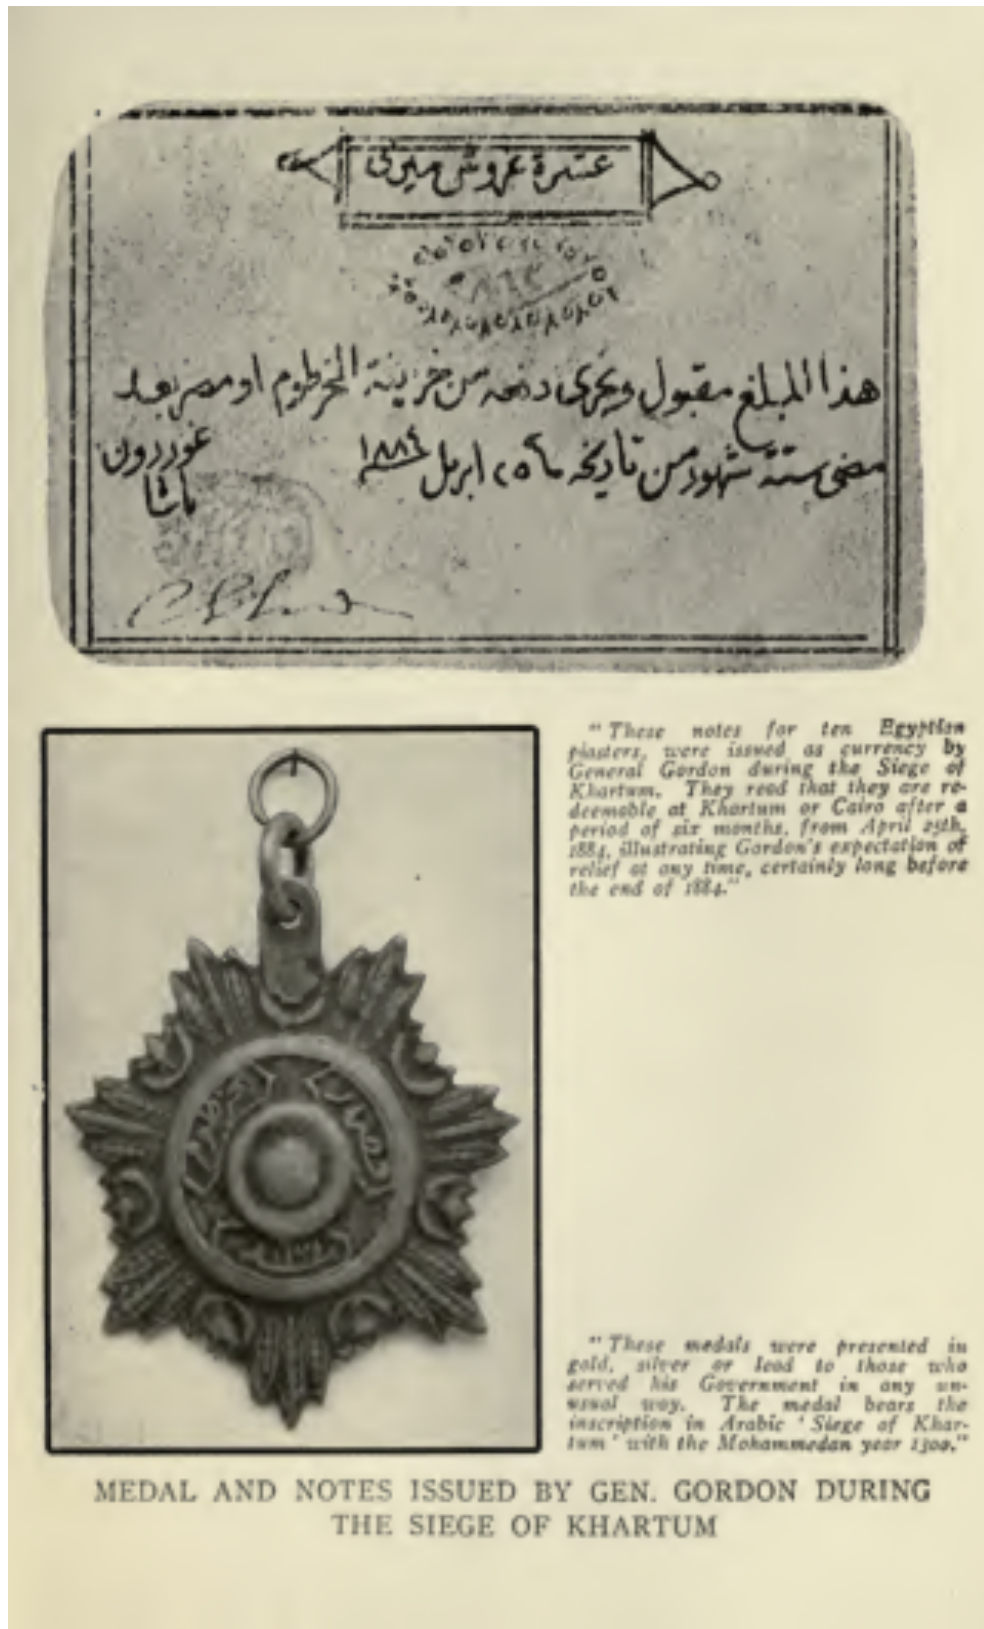 عشرة غروش ميرى
هذا المبلغ مقبول ويجرى دفعه من خزينة الخرطوم او مصر بعد
مضى ستة شهور من تاريخه ٢٥ ابريل ١٨٨٤
غوردون
باشا
" These notes for ten Egyptian
piasters, were issued as currency by
General Gordon during the Siege of
Khartum. They read that they are re-
deemable at Khartum or Cairo after a
period of six months, from April 25th,
1884, illustrating Gordon's expectation of
relief at any time, certainly long before
the end of 1884."
" These medals were presented in
gold, silver or lead to those who
served his Government in any un-
usual way. The medal bears the
inscription in Arabic ' Siege of Khar-
tum ' with the Mohammedan year 1300."
MEDAL AND NOTES ISSUED BY GEN. GORDON DURING
THE SIEGE OF KHARTUM